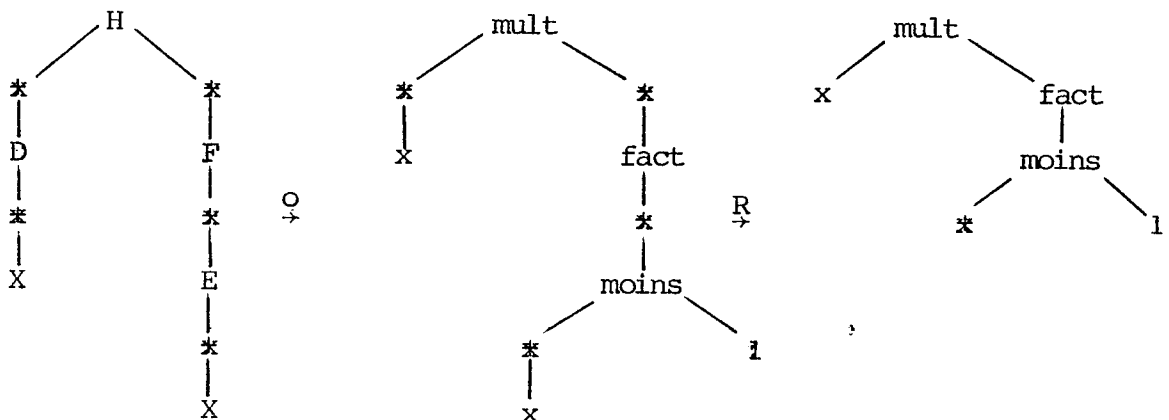 H mult mult
* * * * x fact
D F x fact moins
* * O → * R → * 1
X E moins
* * 1
X x